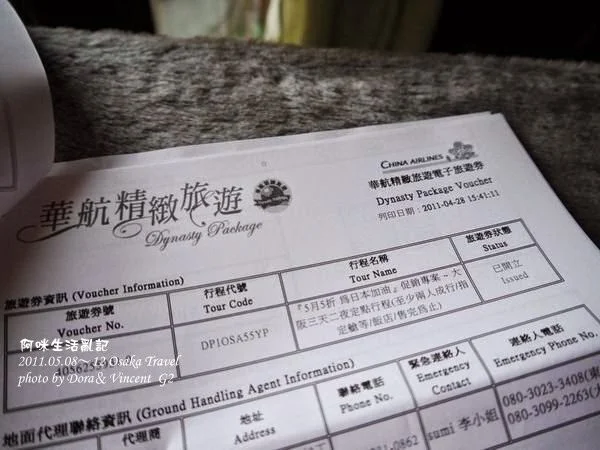 CHINA AIRLINES
華航精緻旅遊電子旅遊券
Dynasty Package Voucher
列印日期：2011-04-28 15:41:11
華航精緻旅遊
Dynasty Package
旅遊券資訊 (Voucher Information)
旅遊券號
Voucher No.
行程代號
Tour Code
行程名稱
Tour Name
旅遊券狀態
Status
DP1OSA55YP
『5月5折 為日本加油』促銷專案~大
阪三天二夜定點行程(至少兩人成行/指
定艙等/飯店/售完為止)
已開立
Issued
阿咪生活亂記
2011.05.08~12 Osaka Travel
photo by Dora& Vincent G2
地面代理聯絡資訊 (Ground Handling Agent Information)
代理商
地址
Address
聯絡電話
Phone No.
緊急連絡人
Emergency
Contact
連絡人電話
Emergency Phone No.
0862
sumi 李小姐
080-3023-3408(東
080-3099-2263(大